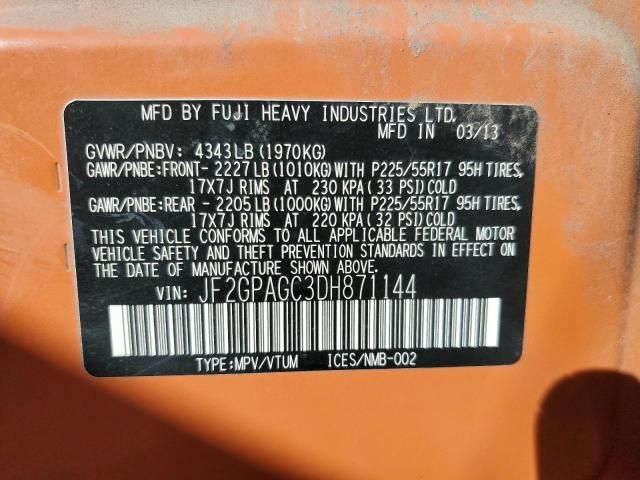 MFD BY FUJI HEAVY INDUSTRIES LTD.
MFD IN 03/13
GVWR/PNBV: 4343LB(1970KG)
GAWR/PNBE:FRONT- 2227LB(1010KG)WITH P225/55R17 95H TIRES,
17X7J RIMS AT 230 KPA(33 PSI)COLD
GAWR/PNBE:REAR - 2205LB(1000KG)WITH P225/55R17 95H TIRES,
17X7J RIMS AT 220 KPA(32 PSI)COLD
THIS VEHICLE CONFORMS TO ALL APPLICABLE FEDERAL MOTOR
VEHICLE SAFETY AND THEFT PREVENTION STANDARDS IN EFFECT
ON THE DATE OF MANUFACTURE SHOWN ABOVE.
VIN: JF2GPAGC3DH871144
TYPE:MPV/VTUM ICES/NMB-002